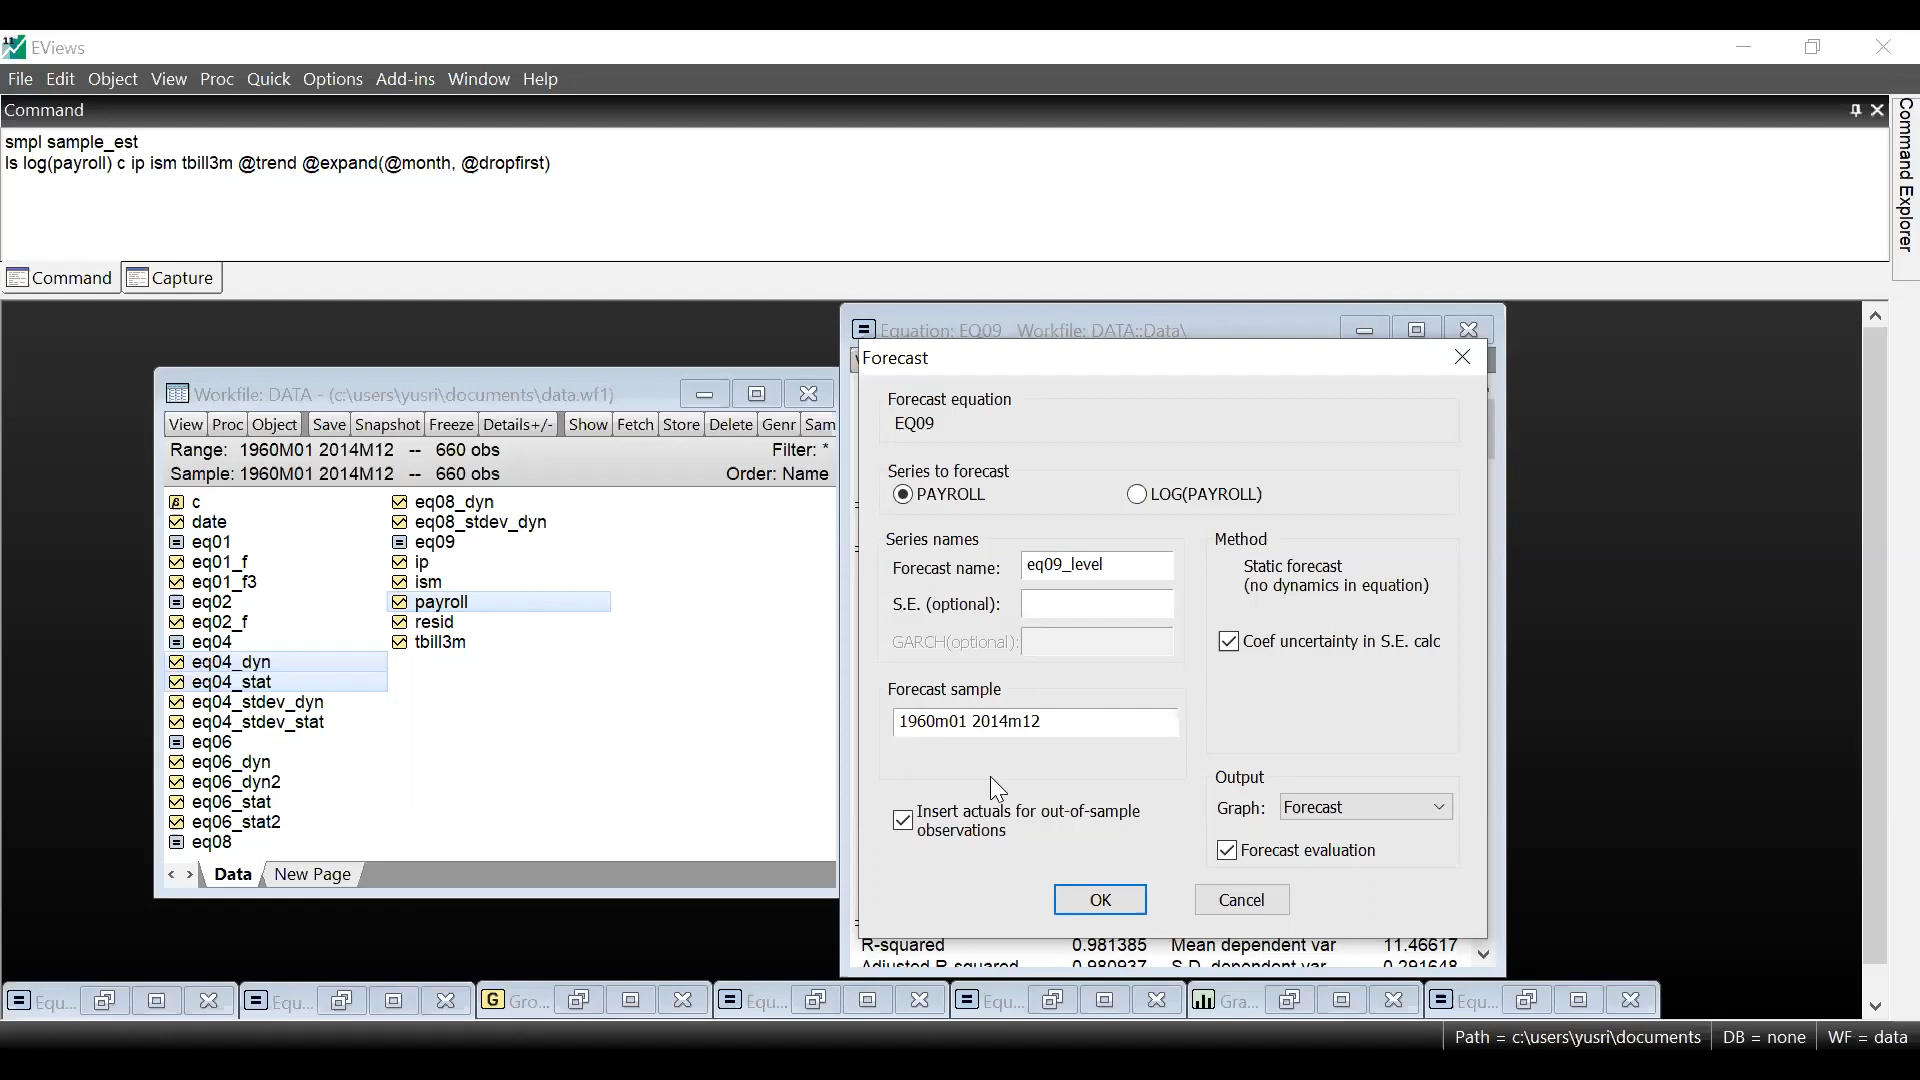 EViews
File Edit Object View Proc Quick Options Add-ins Window Help
Command
smpl sample_est
ls log(payroll) c ip ism tbill3m @trend @expand(@month, @dropfirst)
Command Explorer
Command Capture
Equation: EQ09 Workfile: DATA::Data\
Workfile: DATA - (c:\users\yusri\documents\data.wf1)
View Proc Object Save Snapshot Freeze Details+/- Show Fetch Store Delete Genr Sam
Range: 1960M01 2014M12 -- 660 obs Filter: *
Sample: 1960M01 2014M12 -- 660 obs Order: Name
c
date
eq01
eq01_f
eq01_f3
eq02
eq02_f
eq04
eq04_dyn
eq04_stat
eq04_stdev_dyn
eq04_stdev_stat
eq06
eq06_dyn
eq06_dyn2
eq06_stat
eq06_stat2
eq08
eq08_dyn
eq08_stdev_dyn
eq09
ip
ism
payroll
resid
tbill3m
Data New Page
Forecast
Forecast equation
EQ09
Series to forecast
PAYROLL LOG(PAYROLL)
Series names
Forecast name: eq09_level
S.E. (optional):
GARCH(optional):
Method
Static forecast
(no dynamics in equation)
Coef uncertainty in S.E. calc
Forecast sample
1960m01 2014m12
Insert actuals for out-of-sample
observations
Output
Graph: Forecast
Forecast evaluation
OK Cancel
R-squared 0.981385 Mean dependent var 11.46617
Adjusted R-squared 0.980937 S.D. dependent var 0.291648
Equ... Equ... Gro... Equ... Equ... Gra... Equ...
Path = c:\users\yusri\documents DB = none WF = data